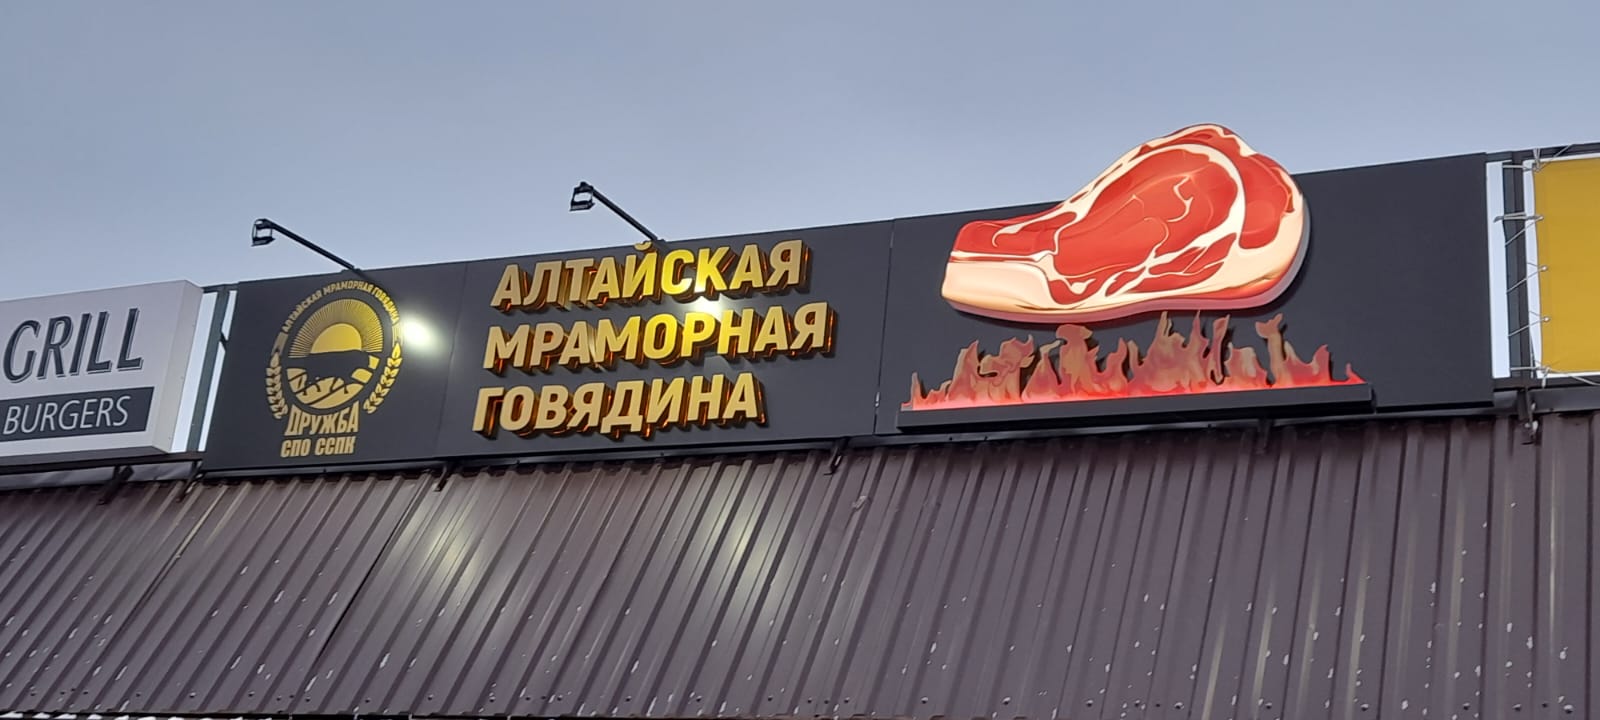 GRILL
BURGERS
АЛТАЙСКАЯ МРАМОРНАЯ ГОВЯДИНА
ДРУЖБА
СПО ССПК
АЛТАЙСКАЯ
МРАМОРНАЯ
ГОВЯДИНА